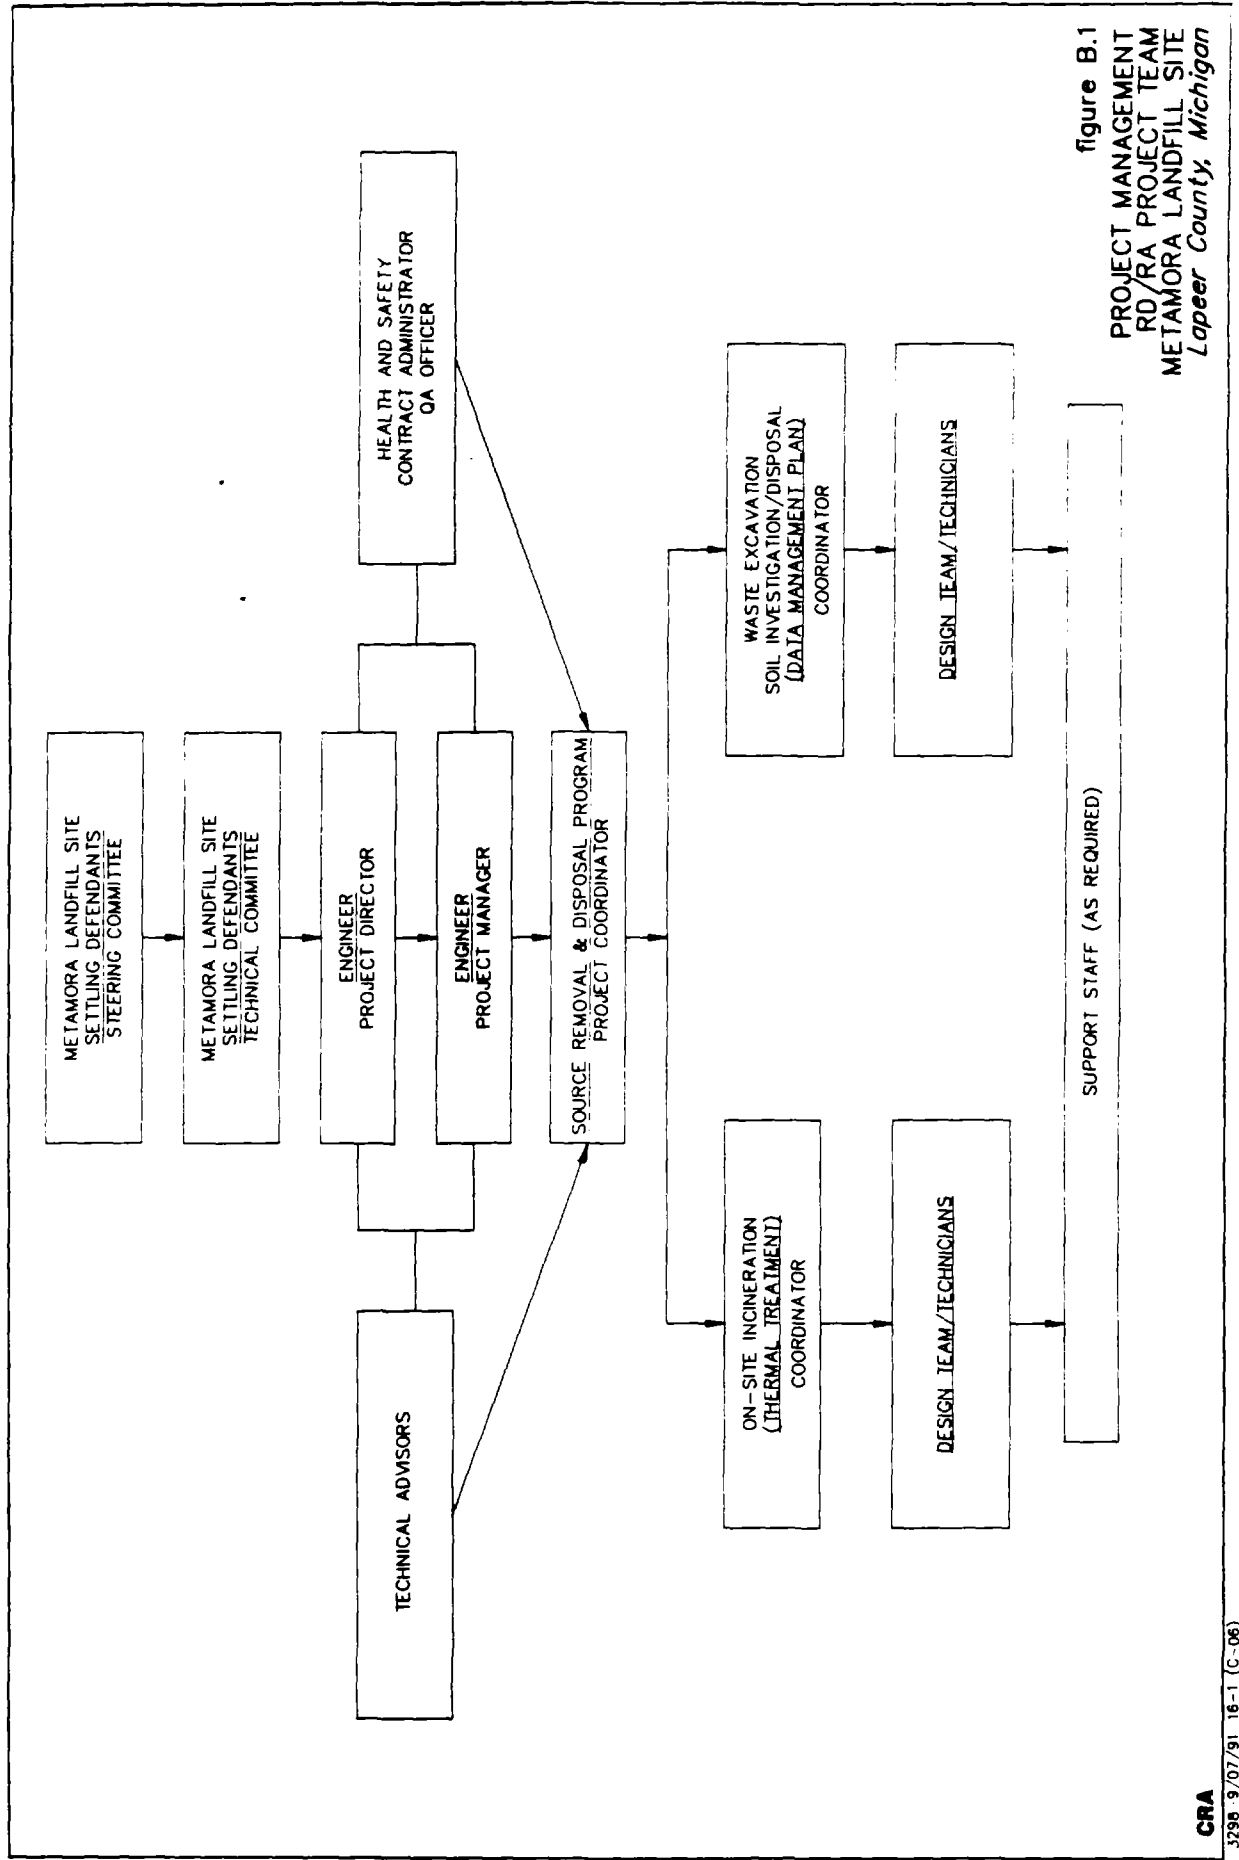 METAMORA LANDFILL SITE
SETTLING DEFENDANTS
STEERING COMMITTEE
METAMORA LANDFILL SITE
SETTLING DEFENDANTS
TECHNICAL COMMITTEE
ENGINEER
PROJECT DIRECTOR
ENGINEER
PROJECT MANAGER
TECHNICAL ADVISORS
HEALTH AND SAFETY
CONTRACT ADMINISTRATOR
QA OFFICER
SOURCE REMOVAL & DISPOSAL PROGRAM
PROJECT COORDINATOR
ON-SITE INCINERATION
(THERMAL TREATMENT)
COORDINATOR
WASTE EXCAVATION
SOIL INVESTIGATION/DISPOSAL
(DATA MANAGEMENT PLAN)
COORDINATOR
DESIGN TEAM/TECHNICIANS
DESIGN TEAM/TECHNICIANS
SUPPORT STAFF (AS REQUIRED)
figure B.1
PROJECT MANAGEMENT
RD/RA PROJECT TEAM
METAMORA LANDFILL SITE
Lapeer County, Michigan
CRA
3298 9/07/91 16-1 (C-06)